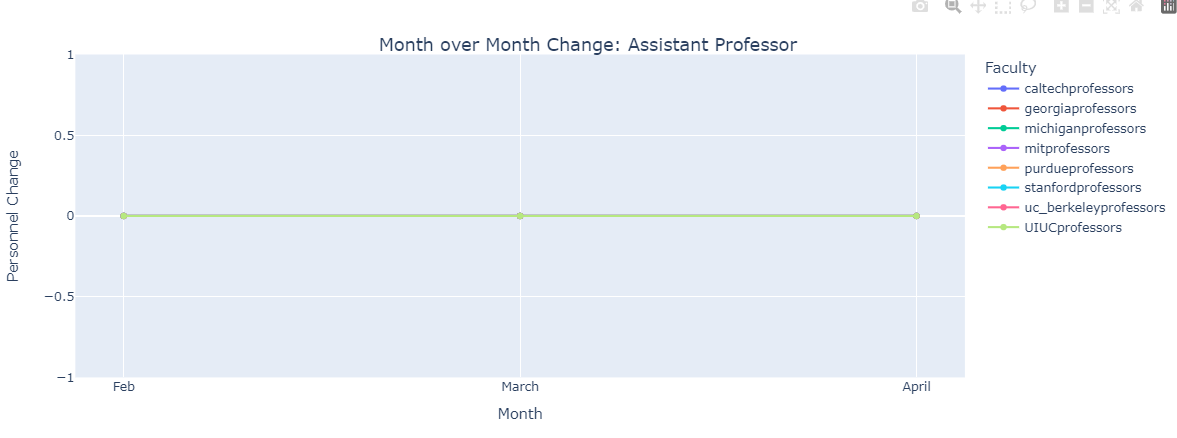 Month over Month Change: Assistant Professor
1
0.5
0
−0.5
−1
Personnel Change
Feb
March
April
Month
Faculty
caltechprofessors
georgiaprofessors
michiganprofessors
mitprofessors
purdueprofessors
stanfordprofessors
uc_berkeleyprofessors
UIUCprofessors